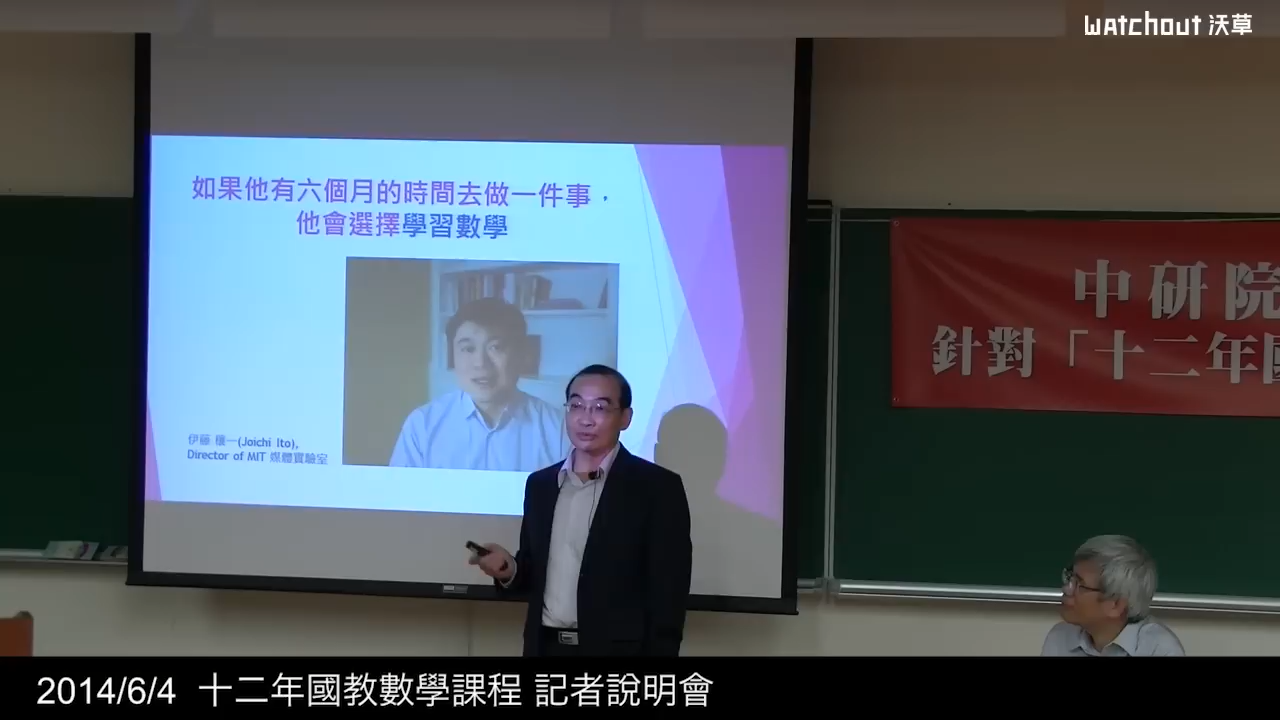 watchout 沃草
如果他有六個月的時間去做一件事，
他會選擇學習數學
伊藤 穰一(Joichi Ito),
Director of MIT 媒體實驗室
中研院
針對「十二年國
2014/6/4 十二年國教數學課程 記者說明會